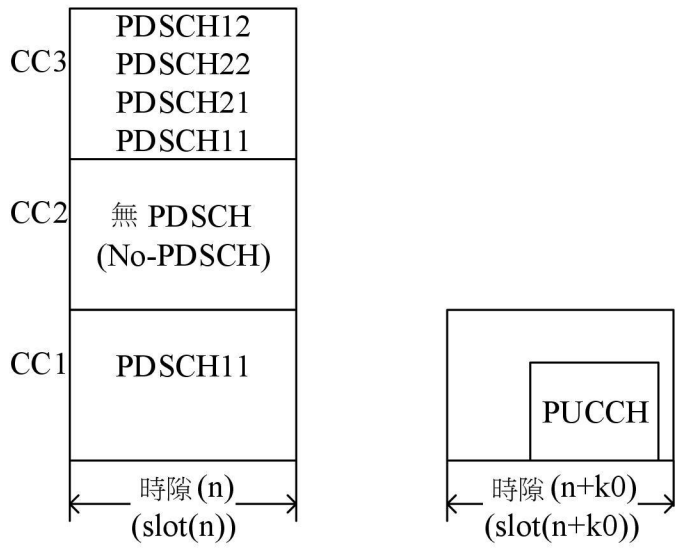 CC3
PDSCH12
PDSCH22
PDSCH21
PDSCH11
CC2
無 PDSCH
(No-PDSCH)
CC1
PDSCH11
PUCCH
時隙 (n)
(slot(n))
時隙 (n+k0)
(slot(n+k0))